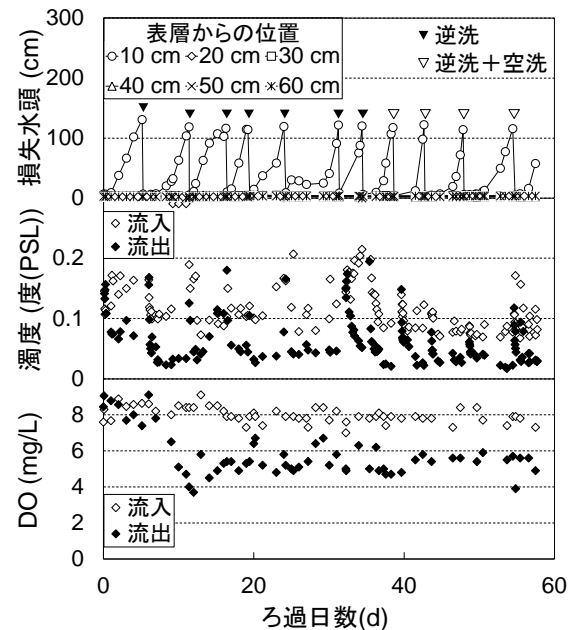 損失水頭 (cm)
300
200
100
0
表層からの位置
10 cm 20 cm 30 cm
40 cm 50 cm 60 cm
逆洗
逆洗＋空洗
濁度 (度(PSL))
0.2
0.1
0
流入
流出
DO (mg/L)
8
6
4
2
0
流入
流出
0 20 40 60
ろ過日数(d)